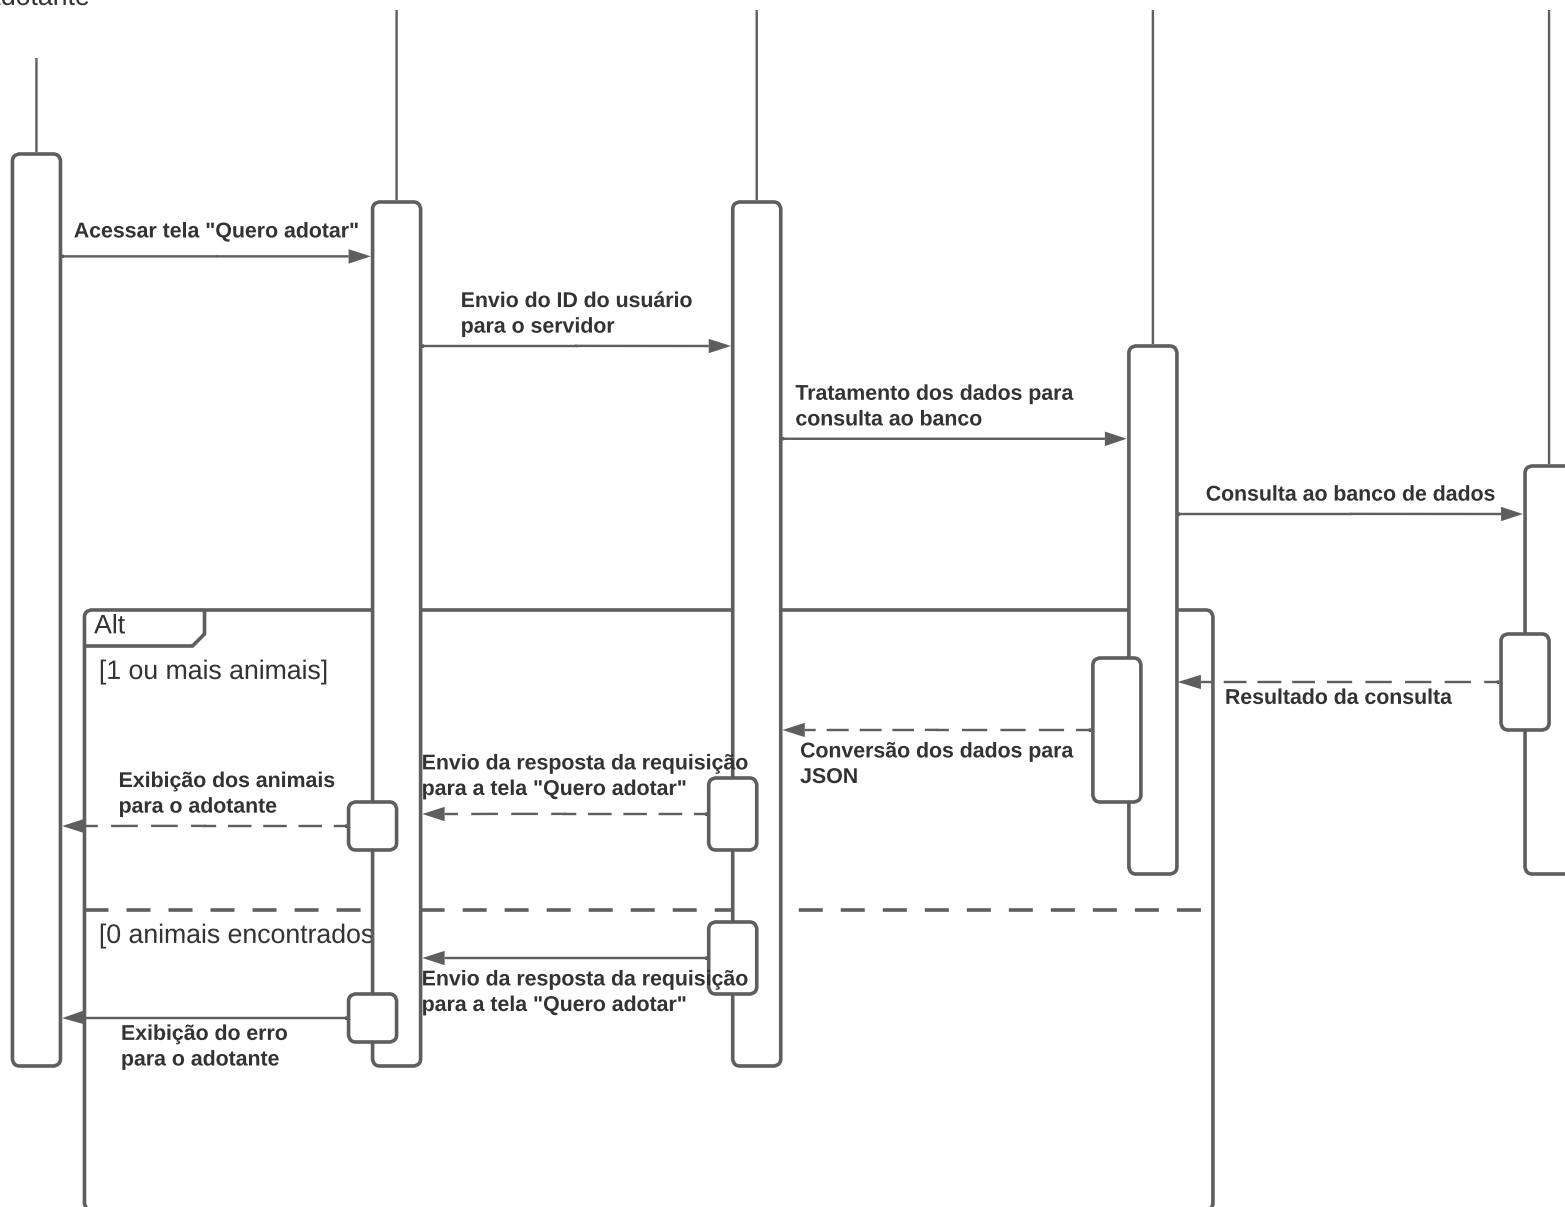 Acessar tela "Quero adotar"
Envio do ID do usuário
para o servidor
Tratamento dos dados para
consulta ao banco
Consulta ao banco de dados
Alt
[1 ou mais animais]
Resultado da consulta
Conversão dos dados para
JSON
Envio da resposta da requisição
para a tela "Quero adotar"
Exibição dos animais
para o adotante
[0 animais encontrados
Envio da resposta da requisição
para a tela "Quero adotar"
Exibição do erro
para o adotante